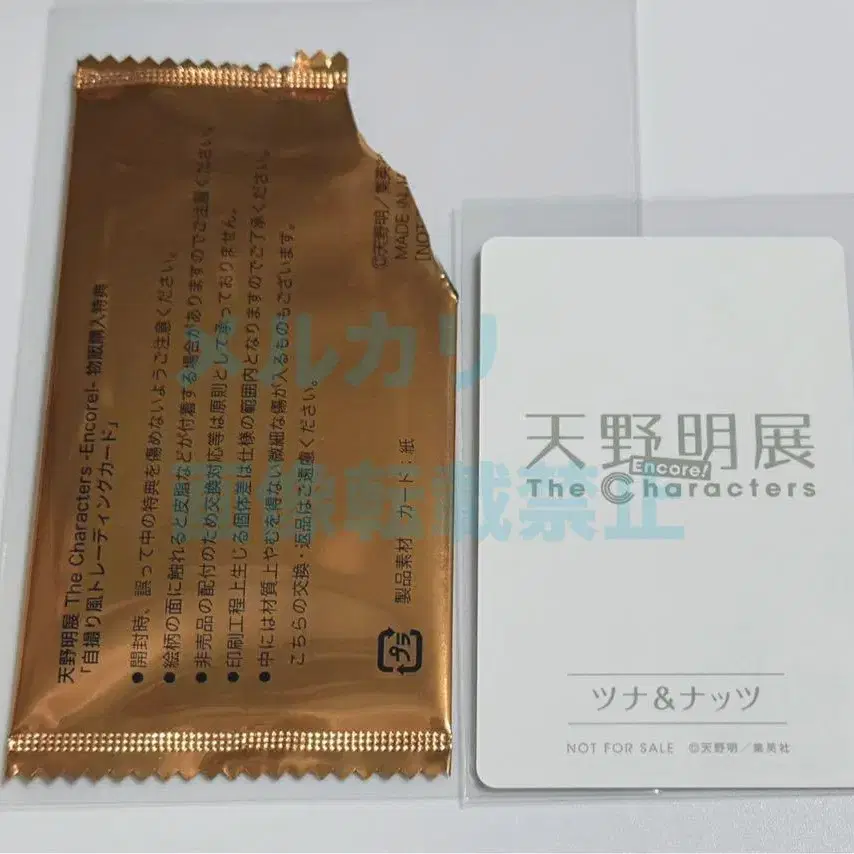 天野明展 The Characters -Encore!- 物販購入特典
「自撮り風トレーディングカード」
●開封時、誤って中の特典を傷めないようご注意ください。
●絵柄の面に触れると皮脂などが付着する場合がありますのでご注意ください。
●非売品の配付のため交換対応等は原則として承っておりません。
●印刷工程上生じる個体差は仕様の範囲内となりますのでご了承ください。
●中には材質上やむを得ない微細な傷が入るものもございます。
こちらの交換・返品はご遠慮ください。
製品素材 カード：紙
プラ
©天野明／集英
MADE IN
[NOT
メルカリ
画像転載禁止
天野明展
Encore!
The Characters
ツナ&ナッツ
NOT FOR SALE ©天野明／集英社